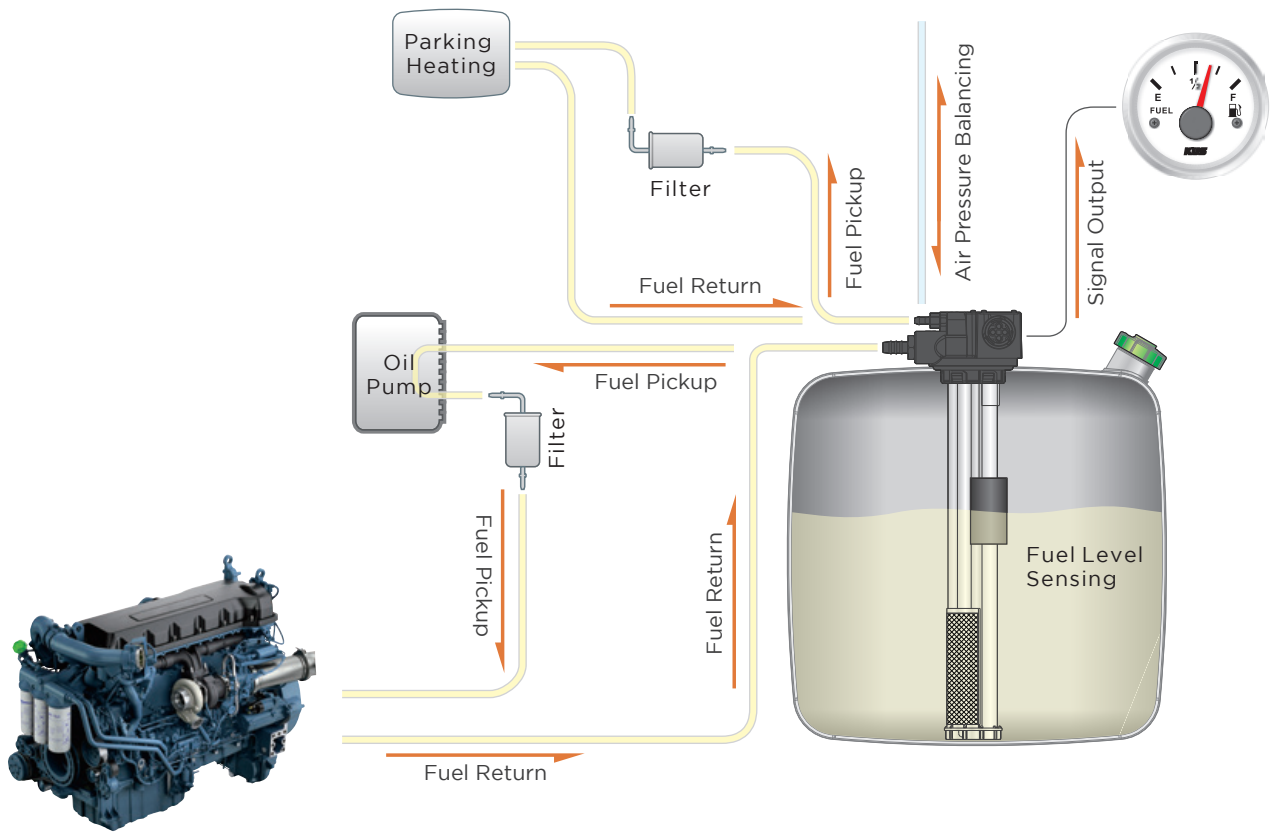 Parking
Heating
Filter
Fuel Pickup
Air Pressure Balancing
Signal Output
E
1/2
F
FUEL
KUS
Fuel Return
Oil
Pump
Fuel Pickup
Filter
Fuel Pickup
Fuel Return
Fuel Level
Sensing
Fuel Return